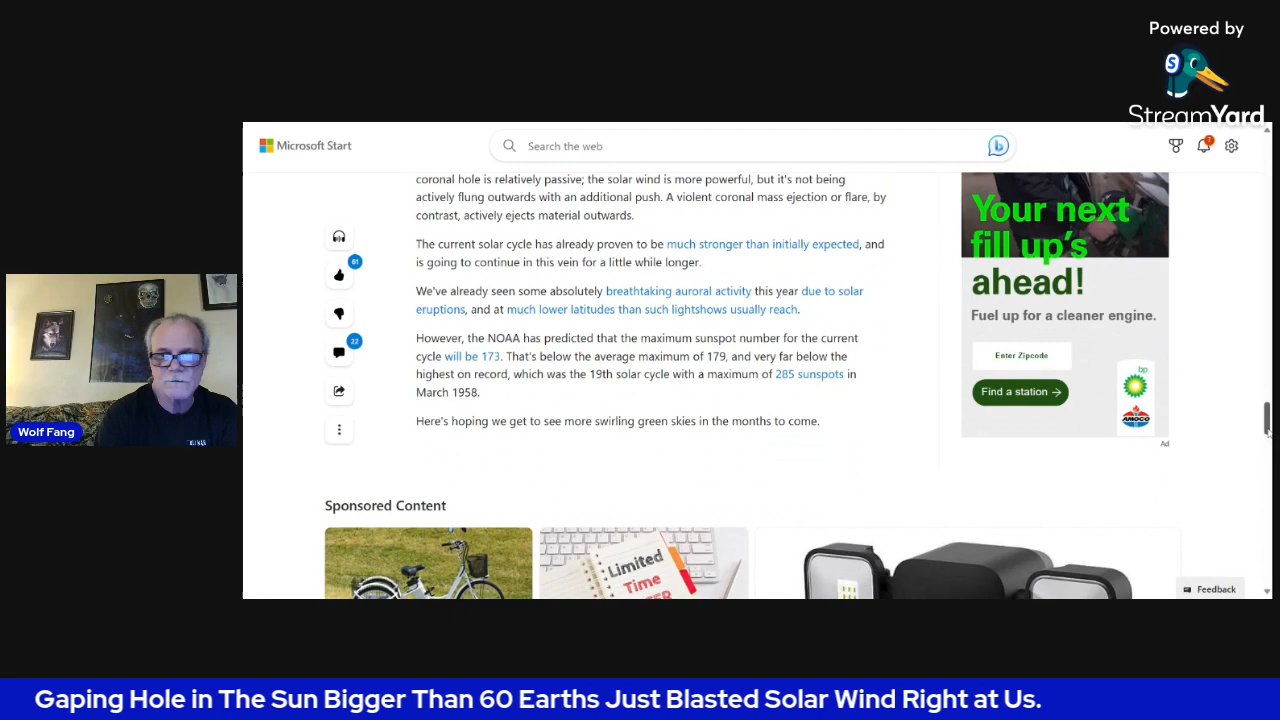 Powered by
StreamYard
Microsoft Start
Search the web
7
coronal hole is relatively passive; the solar wind is more powerful, but it's not being
actively flung outwards with an additional push. A violent coronal mass ejection or flare, by
contrast, actively ejects material outwards.
61
The current solar cycle has already proven to be much stronger than initially expected, and
is going to continue in this vein for a little while longer.
We've already seen some absolutely breathtaking auroral activity this year due to solar
eruptions, and at much lower latitudes than such lightshows usually reach.
22
However, the NOAA has predicted that the maximum sunspot number for the current
cycle will be 173. That's below the average maximum of 179, and very far below the
highest on record, which was the 19th solar cycle with a maximum of 285 sunspots in
March 1958.
Here's hoping we get to see more swirling green skies in the months to come.
Your next
fill up's
ahead!
Fuel up for a cleaner engine.
Enter Zipcode
Find a station →
bp
AMOCO
Ad
Wolf Fang
Sponsored Content
Limited
Time
Feedback
Gaping Hole in The Sun Bigger Than 60 Earths Just Blasted Solar Wind Right at Us.